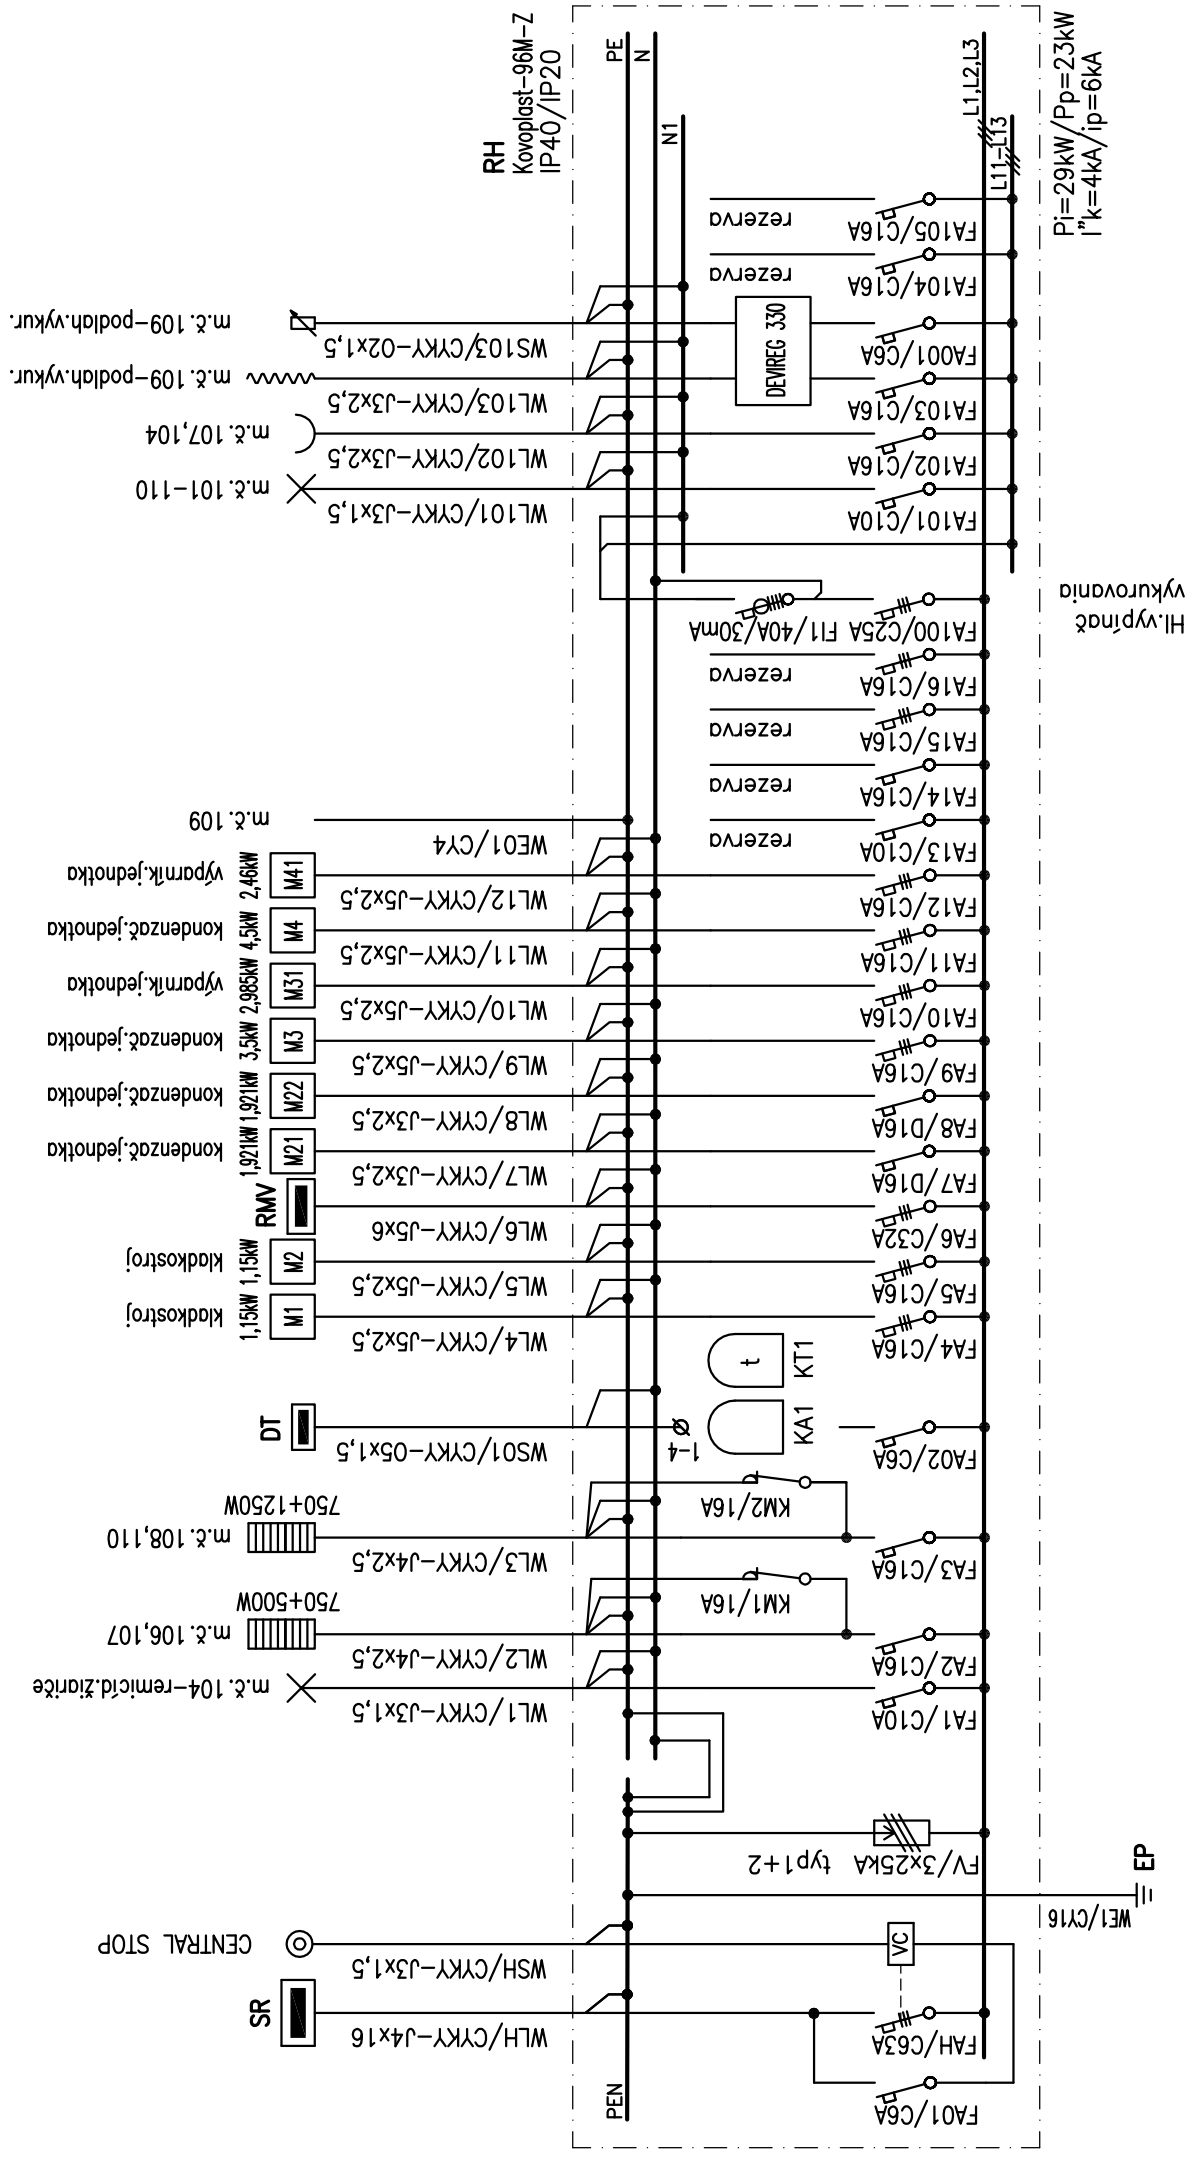 RH
Kovoplast-96M-Z
IP40/IP20
PE
N
N1
L1,L2,L3
L11-L13
Pi=29kW/Pp=23kW
I"k=4kA/ip=6kA
rezerva
FA105/C16A
rezerva
FA104/C16A
m.č.109-podlah.vykur.
WS103/CYKY-O2x1,5
DEVIREG 330
FA001/C6A
m.č.109-podlah.vykur.
WL103/CYKY-J3x2,5
FA103/C16A
m.č.107,104
WL102/CYKY-J3x2,5
FA102/C16A
m.č.101-110
WL101/CYKY-J3x1,5
FA101/C10A
Hl.vypínač
vykurovania
FI1/40A/30mA
FA100/C25A
rezerva
FA16/C16A
rezerva
FA15/C16A
rezerva
FA14/C16A
m.č.109
WE01/CY4
rezerva
FA13/C10A
výparník.jednotka
2,46kW
M41
WL12/CYKY-J5x2,5
FA12/C16A
kondenzač.jednotka
4,5kW
M4
WL11/CYKY-J5x2,5
FA11/C16A
výparník.jednotka
2,985kW
M31
WL10/CYKY-J5x2,5
FA10/C16A
kondenzač.jednotka
3,5kW
M3
WL9/CYKY-J5x2,5
FA9/C16A
kondenzač.jednotka
1,921kW
M22
WL8/CYKY-J3x2,5
FA8/D16A
kondenzač.jednotka
1,921kW
M21
WL7/CYKY-J3x2,5
FA7/D16A
RMV
WL6/CYKY-J5x6
FA6/C32A
kladkostroj
1,15kW
M2
WL5/CYKY-J5x2,5
FA5/C16A
kladkostroj
1,15kW
M1
WL4/CYKY-J5x2,5
FA4/C16A
t
KT1
DT
WS01/CYKY-O5x1,5
1-4
KA1
FA02/C6A
750+1250W
m.č.108,110
WL3/CYKY-J4x2,5
KM2/16A
FA3/C16A
750+500W
m.č.106,107
WL2/CYKY-J4x2,5
KM1/16A
FA2/C16A
m.č.104-remicíd.žiariče
WL1/CYKY-J3x1,5
FA1/C10A
FV/3x25kA typ1+2
EP
WE1/CY16
CENTRAL STOP
WSH/CYKY-J3x1,5
VC
SR
WLH/CYKY-J4x16
FAH/C63A
PEN
FA01/C6A